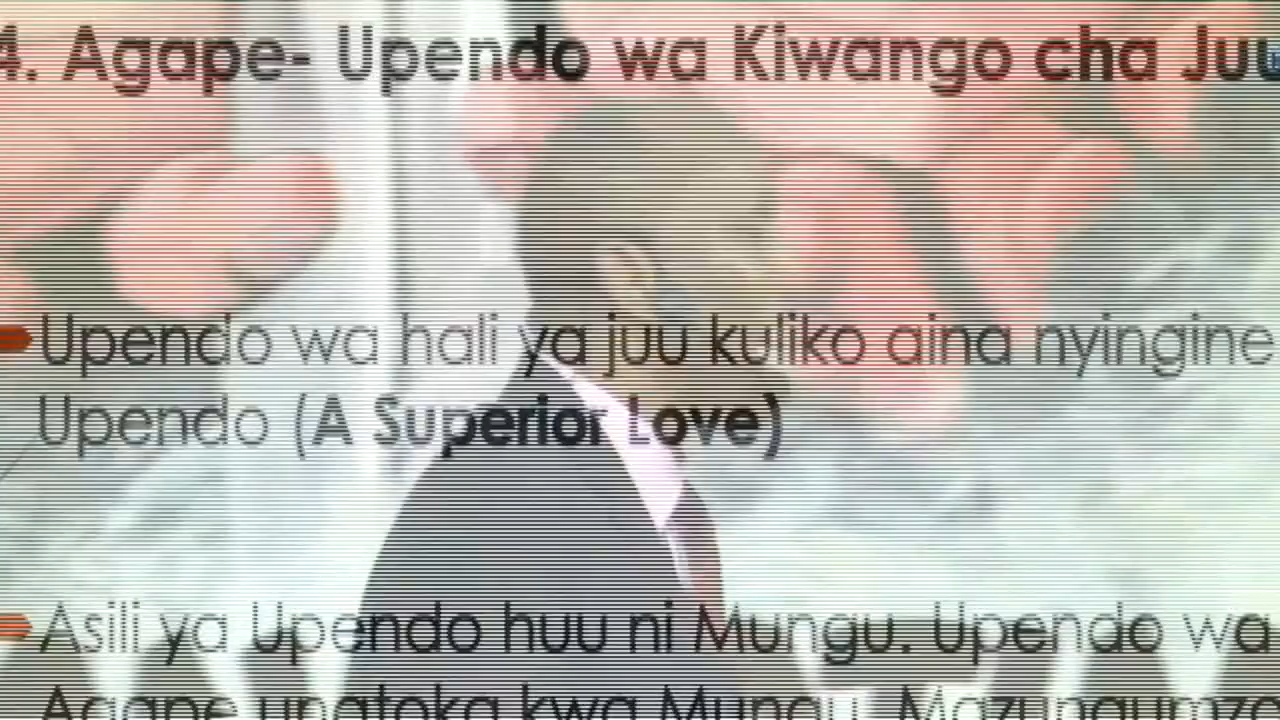 4. Agape- Upendo wa Kiwango cha Juu
Upendo wa hali ya juu kuliko aina nyingine
Upendo (A Superior Love)
Asili ya Upendo huu ni Mungu. Upendo wa
Agape unatoka kwa Mungu. Mazungumzo